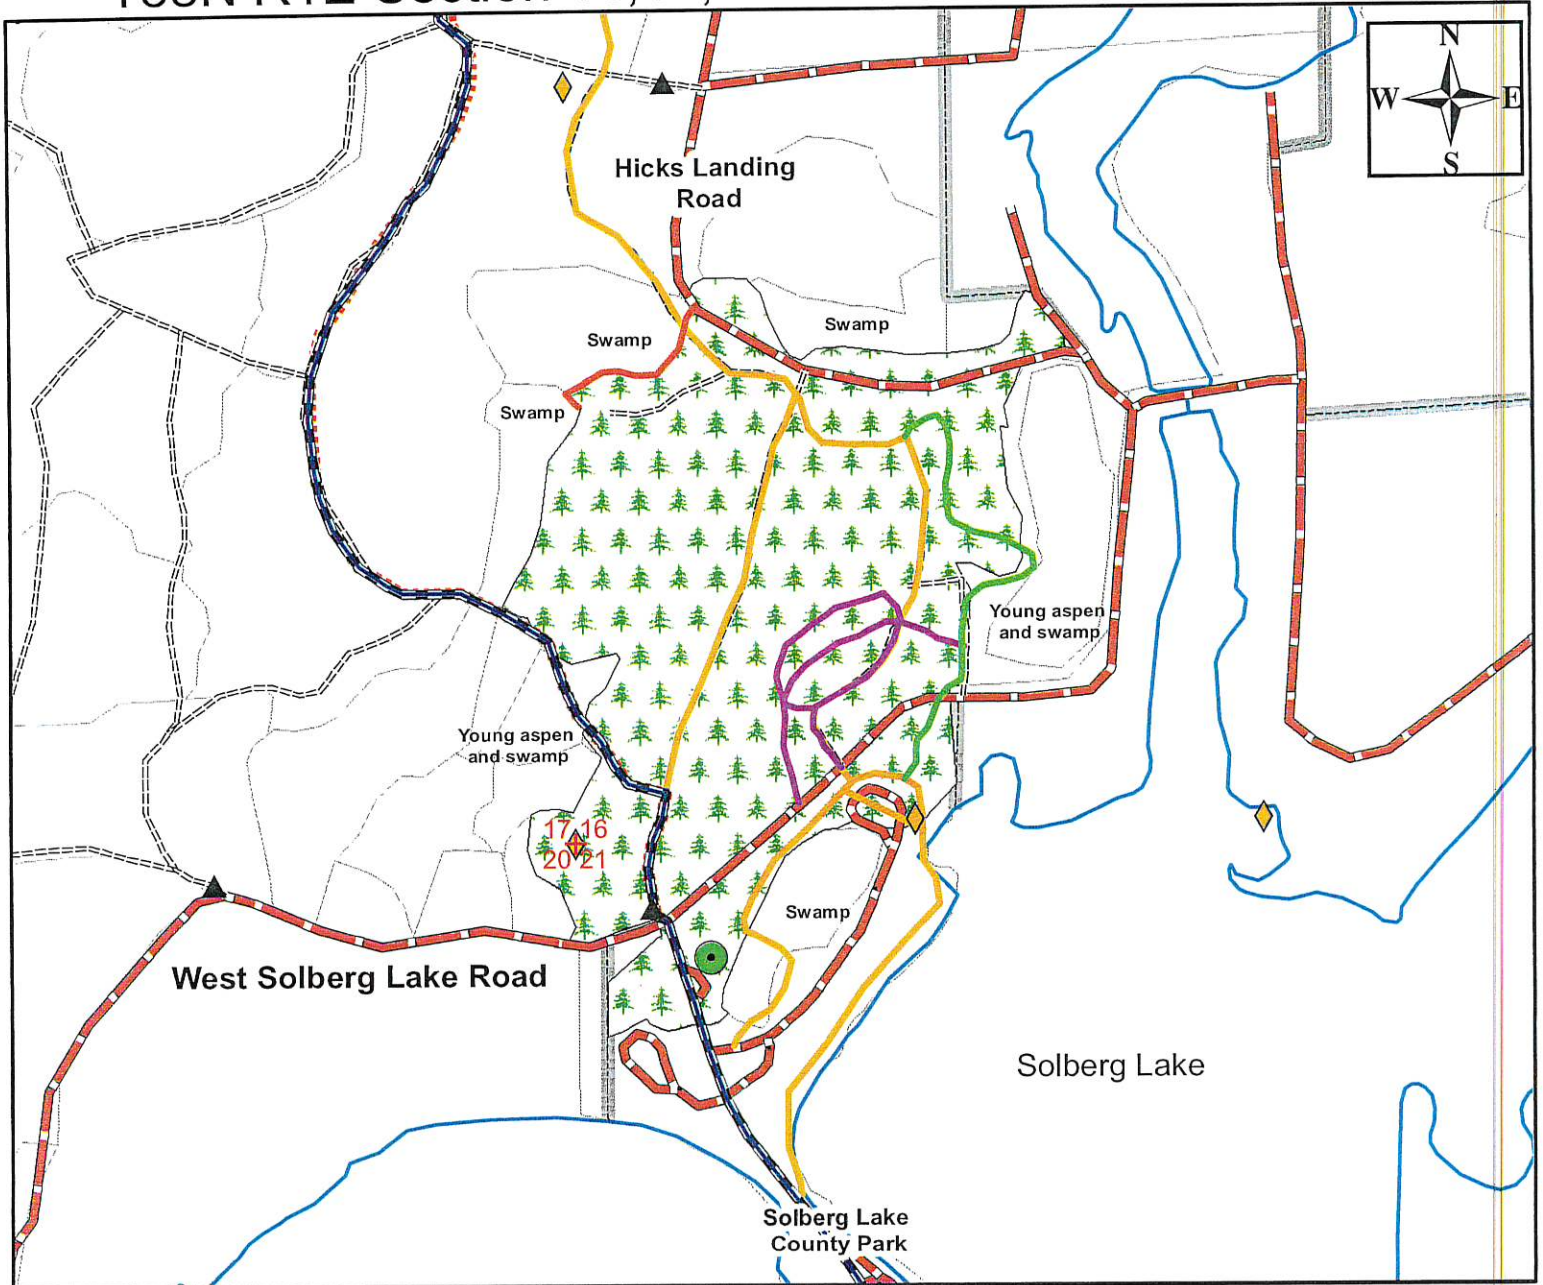 N
W E
S
Hicks Landing
Road
Swamp
Swamp
Swamp
Young aspen
and swamp
Young aspen
and swamp
17 16
20 21
Swamp
West Solberg Lake Road
Solberg Lake
Solberg Lake
County Park